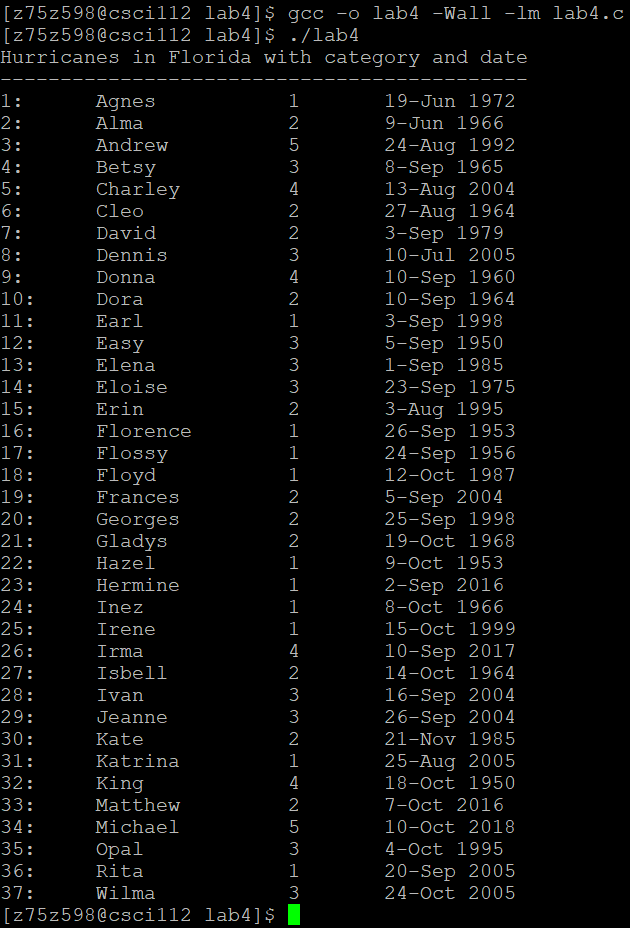 [z75z598@csci112 lab4]$ gcc -o lab4 -Wall -lm lab4.c
[z75z598@csci112 lab4]$ ./lab4
Hurricanes in Florida with category and date
--------------------------------------------
1: Agnes 1 19-Jun 1972
2: Alma 2 9-Jun 1966
3: Andrew 5 24-Aug 1992
4: Betsy 3 8-Sep 1965
5: Charley 4 13-Aug 2004
6: Cleo 2 27-Aug 1964
7: David 2 3-Sep 1979
8: Dennis 3 10-Jul 2005
9: Donna 4 10-Sep 1960
10: Dora 2 10-Sep 1964
11: Earl 1 3-Sep 1998
12: Easy 3 5-Sep 1950
13: Elena 3 1-Sep 1985
14: Eloise 3 23-Sep 1975
15: Erin 2 3-Aug 1995
16: Florence 1 26-Sep 1953
17: Flossy 1 24-Sep 1956
18: Floyd 1 12-Oct 1987
19: Frances 2 5-Sep 2004
20: Georges 2 25-Sep 1998
21: Gladys 2 19-Oct 1968
22: Hazel 1 9-Oct 1953
23: Hermine 1 2-Sep 2016
24: Inez 1 8-Oct 1966
25: Irene 1 15-Oct 1999
26: Irma 4 10-Sep 2017
27: Isbell 2 14-Oct 1964
28: Ivan 3 16-Sep 2004
29: Jeanne 3 26-Sep 2004
30: Kate 2 21-Nov 1985
31: Katrina 1 25-Aug 2005
32: King 4 18-Oct 1950
33: Matthew 2 7-Oct 2016
34: Michael 5 10-Oct 2018
35: Opal 3 4-Oct 1995
36: Rita 1 20-Sep 2005
37: Wilma 3 24-Oct 2005
[z75z598@csci112 lab4]$